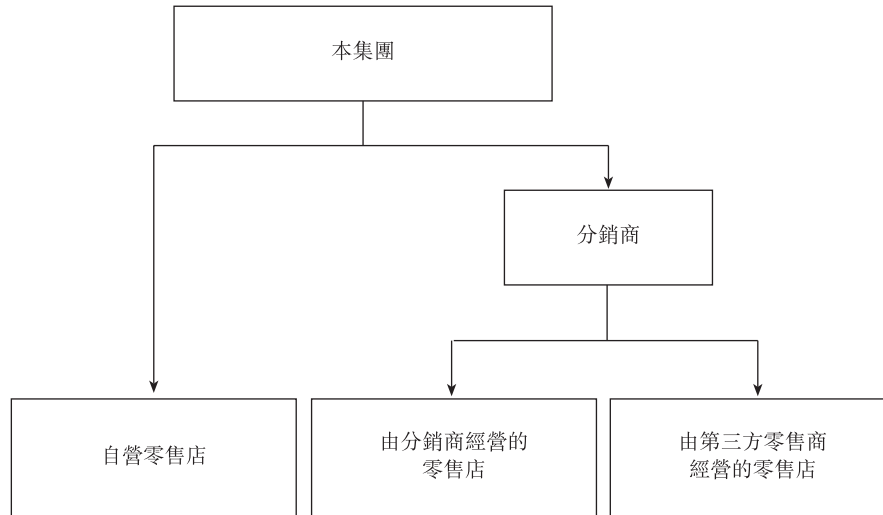 本集團
分銷商
自營零售店
由分銷商經營的
零售店
由第三方零售商
經營的零售店